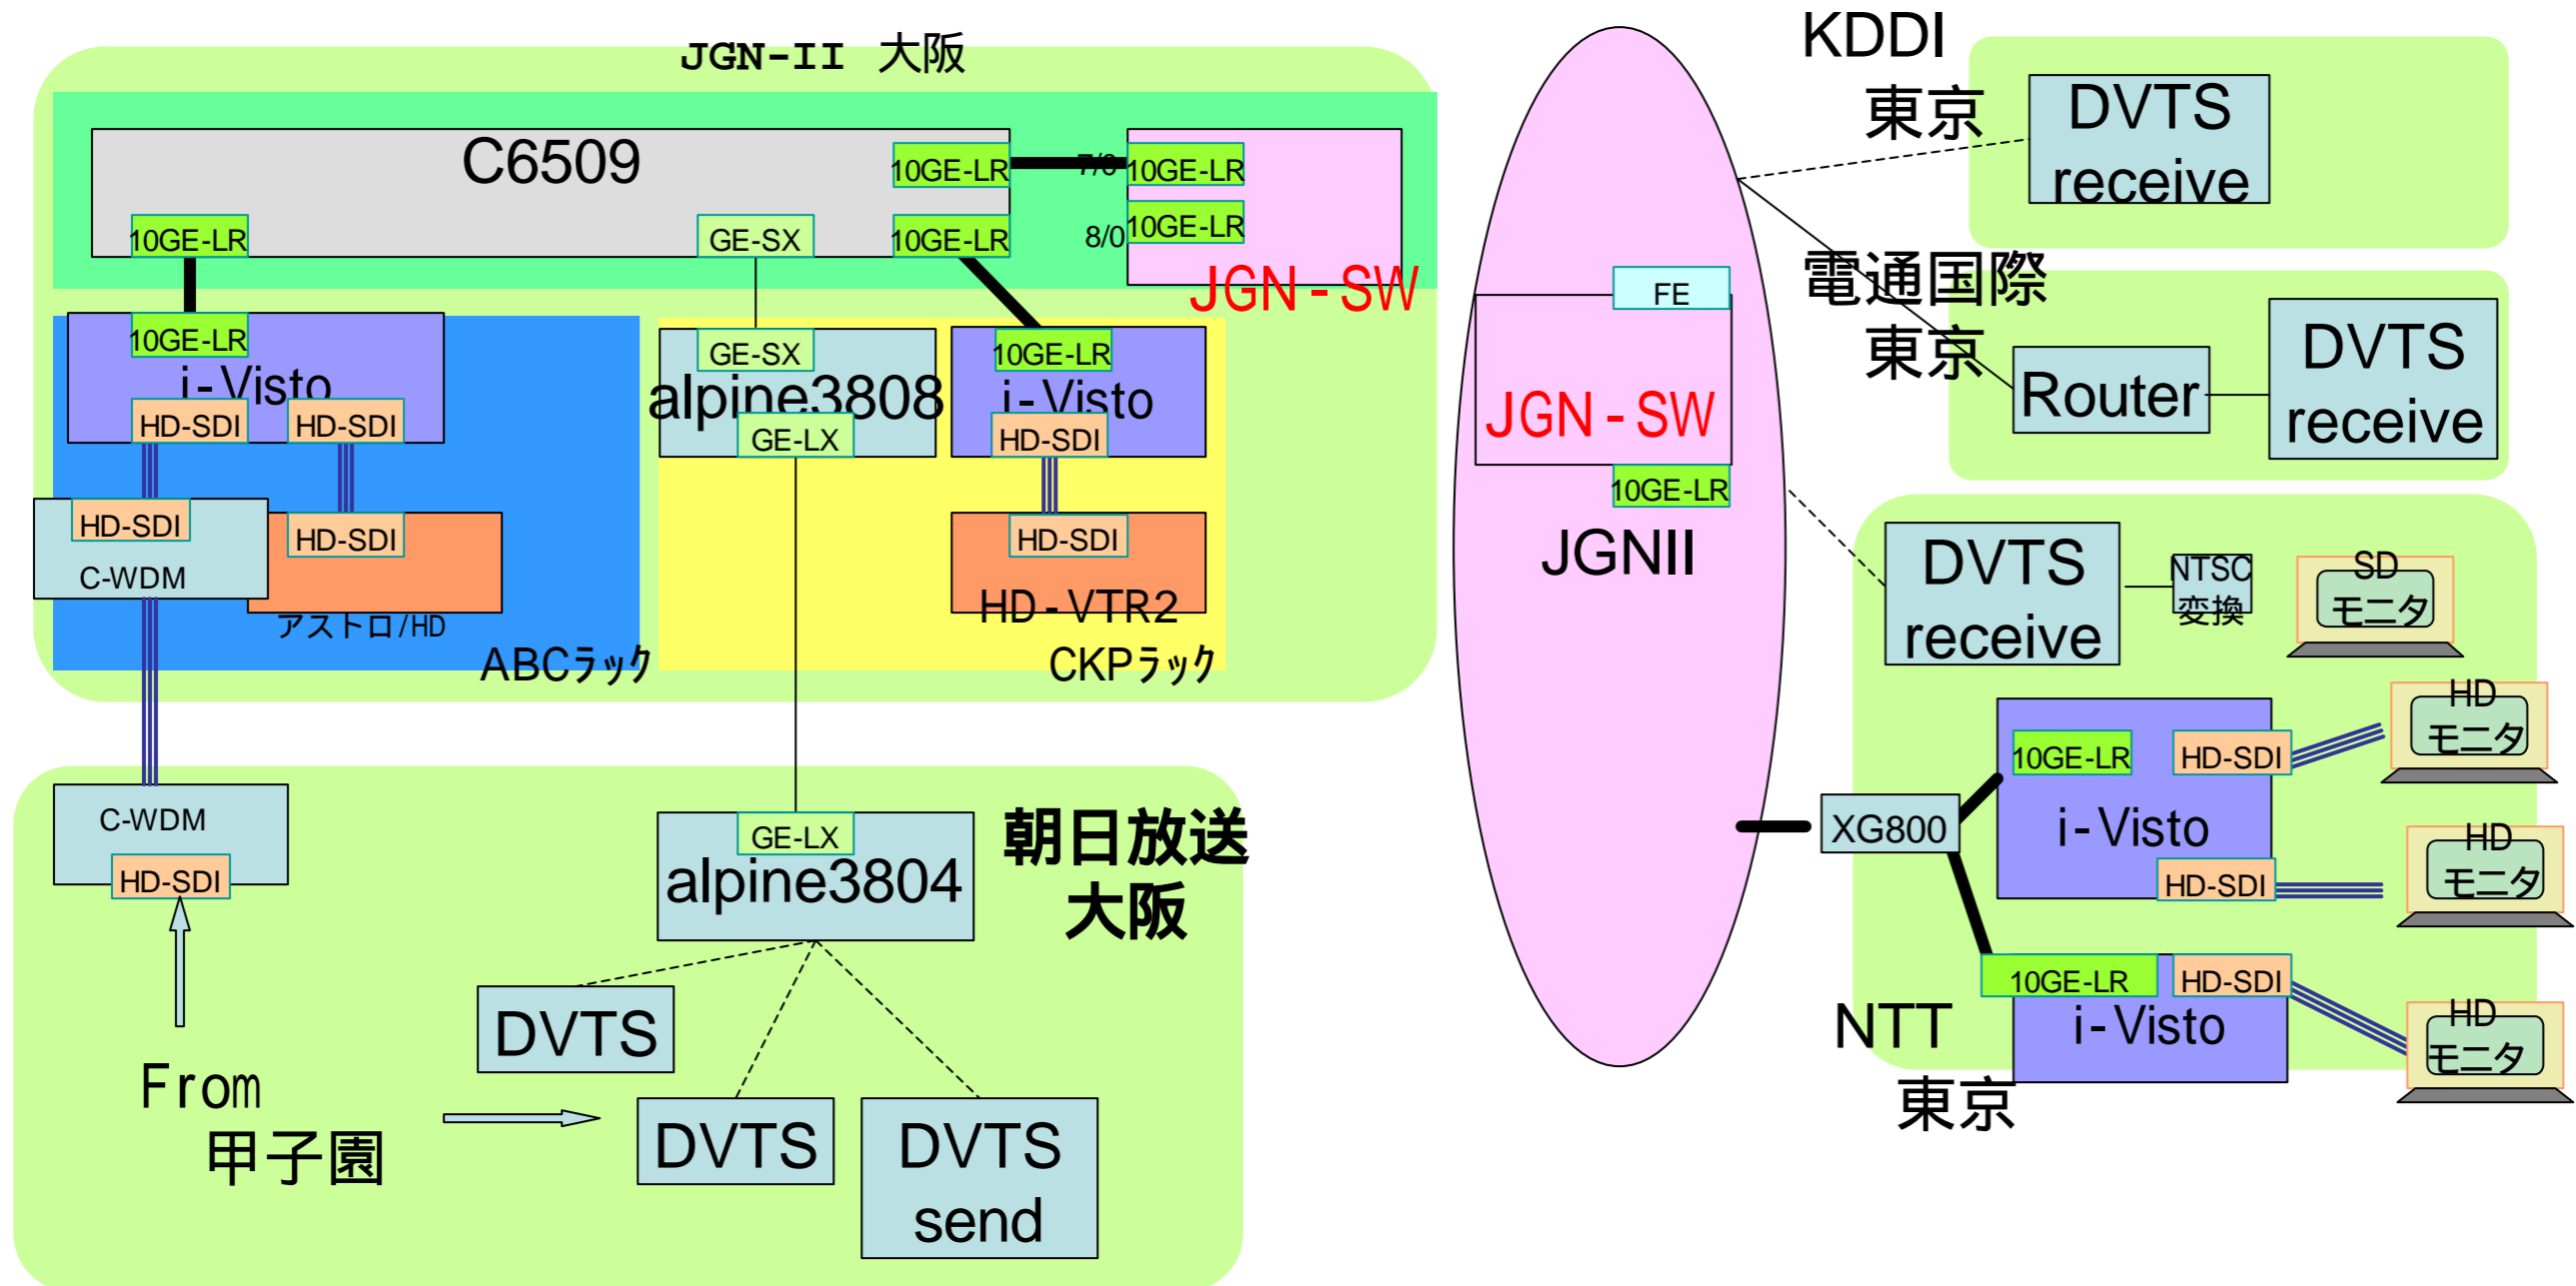 JGN-II 大阪
C6509
10GE-LR
7/0
10GE-LR
10GE-LR
GE-SX
10GE-LR
8/0
10GE-LR
JGN-SW
10GE-LR
i-Visto
HD-SDI
HD-SDI
GE-SX
alpine3808
GE-LX
10GE-LR
i-Visto
HD-SDI
HD-SDI
C-WDM
HD-SDI
アストロ/HD
ABCラック
HD-SDI
HD-VTR2
CKPラック
C-WDM
HD-SDI
From
甲子園
GE-LX
alpine3804
朝日放送
大阪
DVTS
DVTS
DVTS
send
FE
JGN-SW
10GE-LR
JGNII
KDDI
東京
DVTS
receive
電通国際
東京
Router
DVTS
receive
DVTS
receive
NTSC
変換
SD
モニタ
XG800
10GE-LR
HD-SDI
i-Visto
HD-SDI
HD
モニタ
HD
モニタ
10GE-LR
HD-SDI
i-Visto
HD
モニタ
NTT
東京